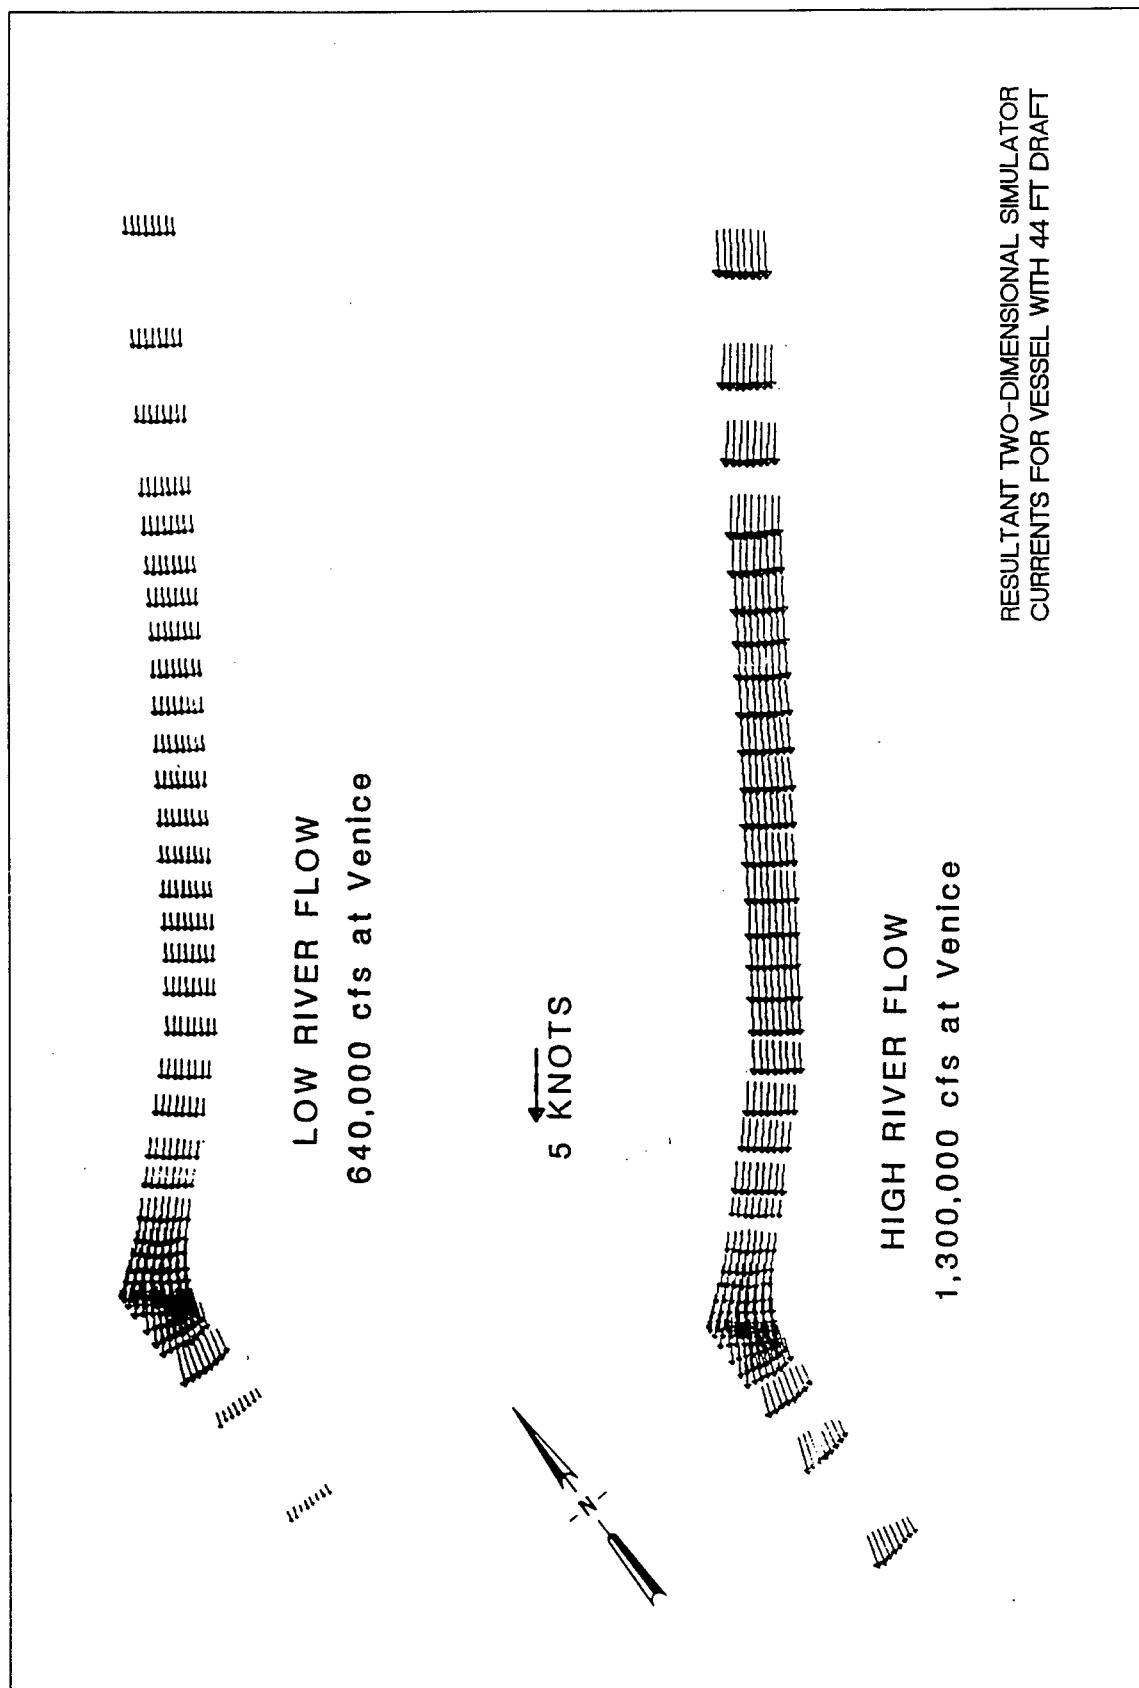 LOW RIVER FLOW
640,000 cfs at Venice
5 KNOTS
N
HIGH RIVER FLOW
1,300,000 cfs at Venice
RESULTANT TWO-DIMENSIONAL SIMULATOR
CURRENTS FOR VESSEL WITH 44 FT DRAFT